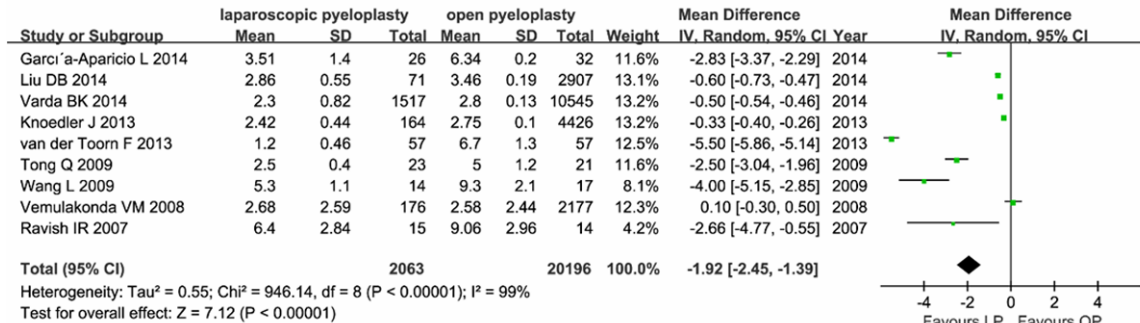 laparoscopic pyeloplasty open pyeloplasty Mean Difference Mean Difference
Study or Subgroup Mean SD Total Mean SD Total Weight IV, Random, 95% CI Year IV, Random, 95% CI
Garcı´a-Aparicio L 2014 3.51 1.4 26 6.34 0.2 32 11.6% -2.83 [-3.37, -2.29] 2014
Liu DB 2014 2.86 0.55 71 3.46 0.19 2907 13.1% -0.60 [-0.73, -0.47] 2014
Varda BK 2014 2.3 0.82 1517 2.8 0.13 10545 13.2% -0.50 [-0.54, -0.46] 2014
Knoedler J 2013 2.42 0.44 164 2.75 0.1 4426 13.2% -0.33 [-0.40, -0.26] 2013
van der Toorn F 2013 1.2 0.46 57 6.7 1.3 57 12.5% -5.50 [-5.86, -5.14] 2013
Tong Q 2009 2.5 0.4 23 5 1.2 21 11.6% -2.50 [-3.04, -1.96] 2009
Wang L 2009 5.3 1.1 14 9.3 2.1 17 8.1% -4.00 [-5.15, -2.85] 2009
Vemulakonda VM 2008 2.68 2.59 176 2.58 2.44 2177 12.3% 0.10 [-0.30, 0.50] 2008
Ravish IR 2007 6.4 2.84 15 9.06 2.96 14 4.2% -2.66 [-4.77, -0.55] 2007
Total (95% CI) 2063 20196 100.0% -1.92 [-2.45, -1.39]
Heterogeneity: Tau² = 0.55; Chi² = 946.14, df = 8 (P < 0.00001); I² = 99%
Test for overall effect: Z = 7.12 (P < 0.00001)
-4 -2 0 2 4
Favours LP Favours OP